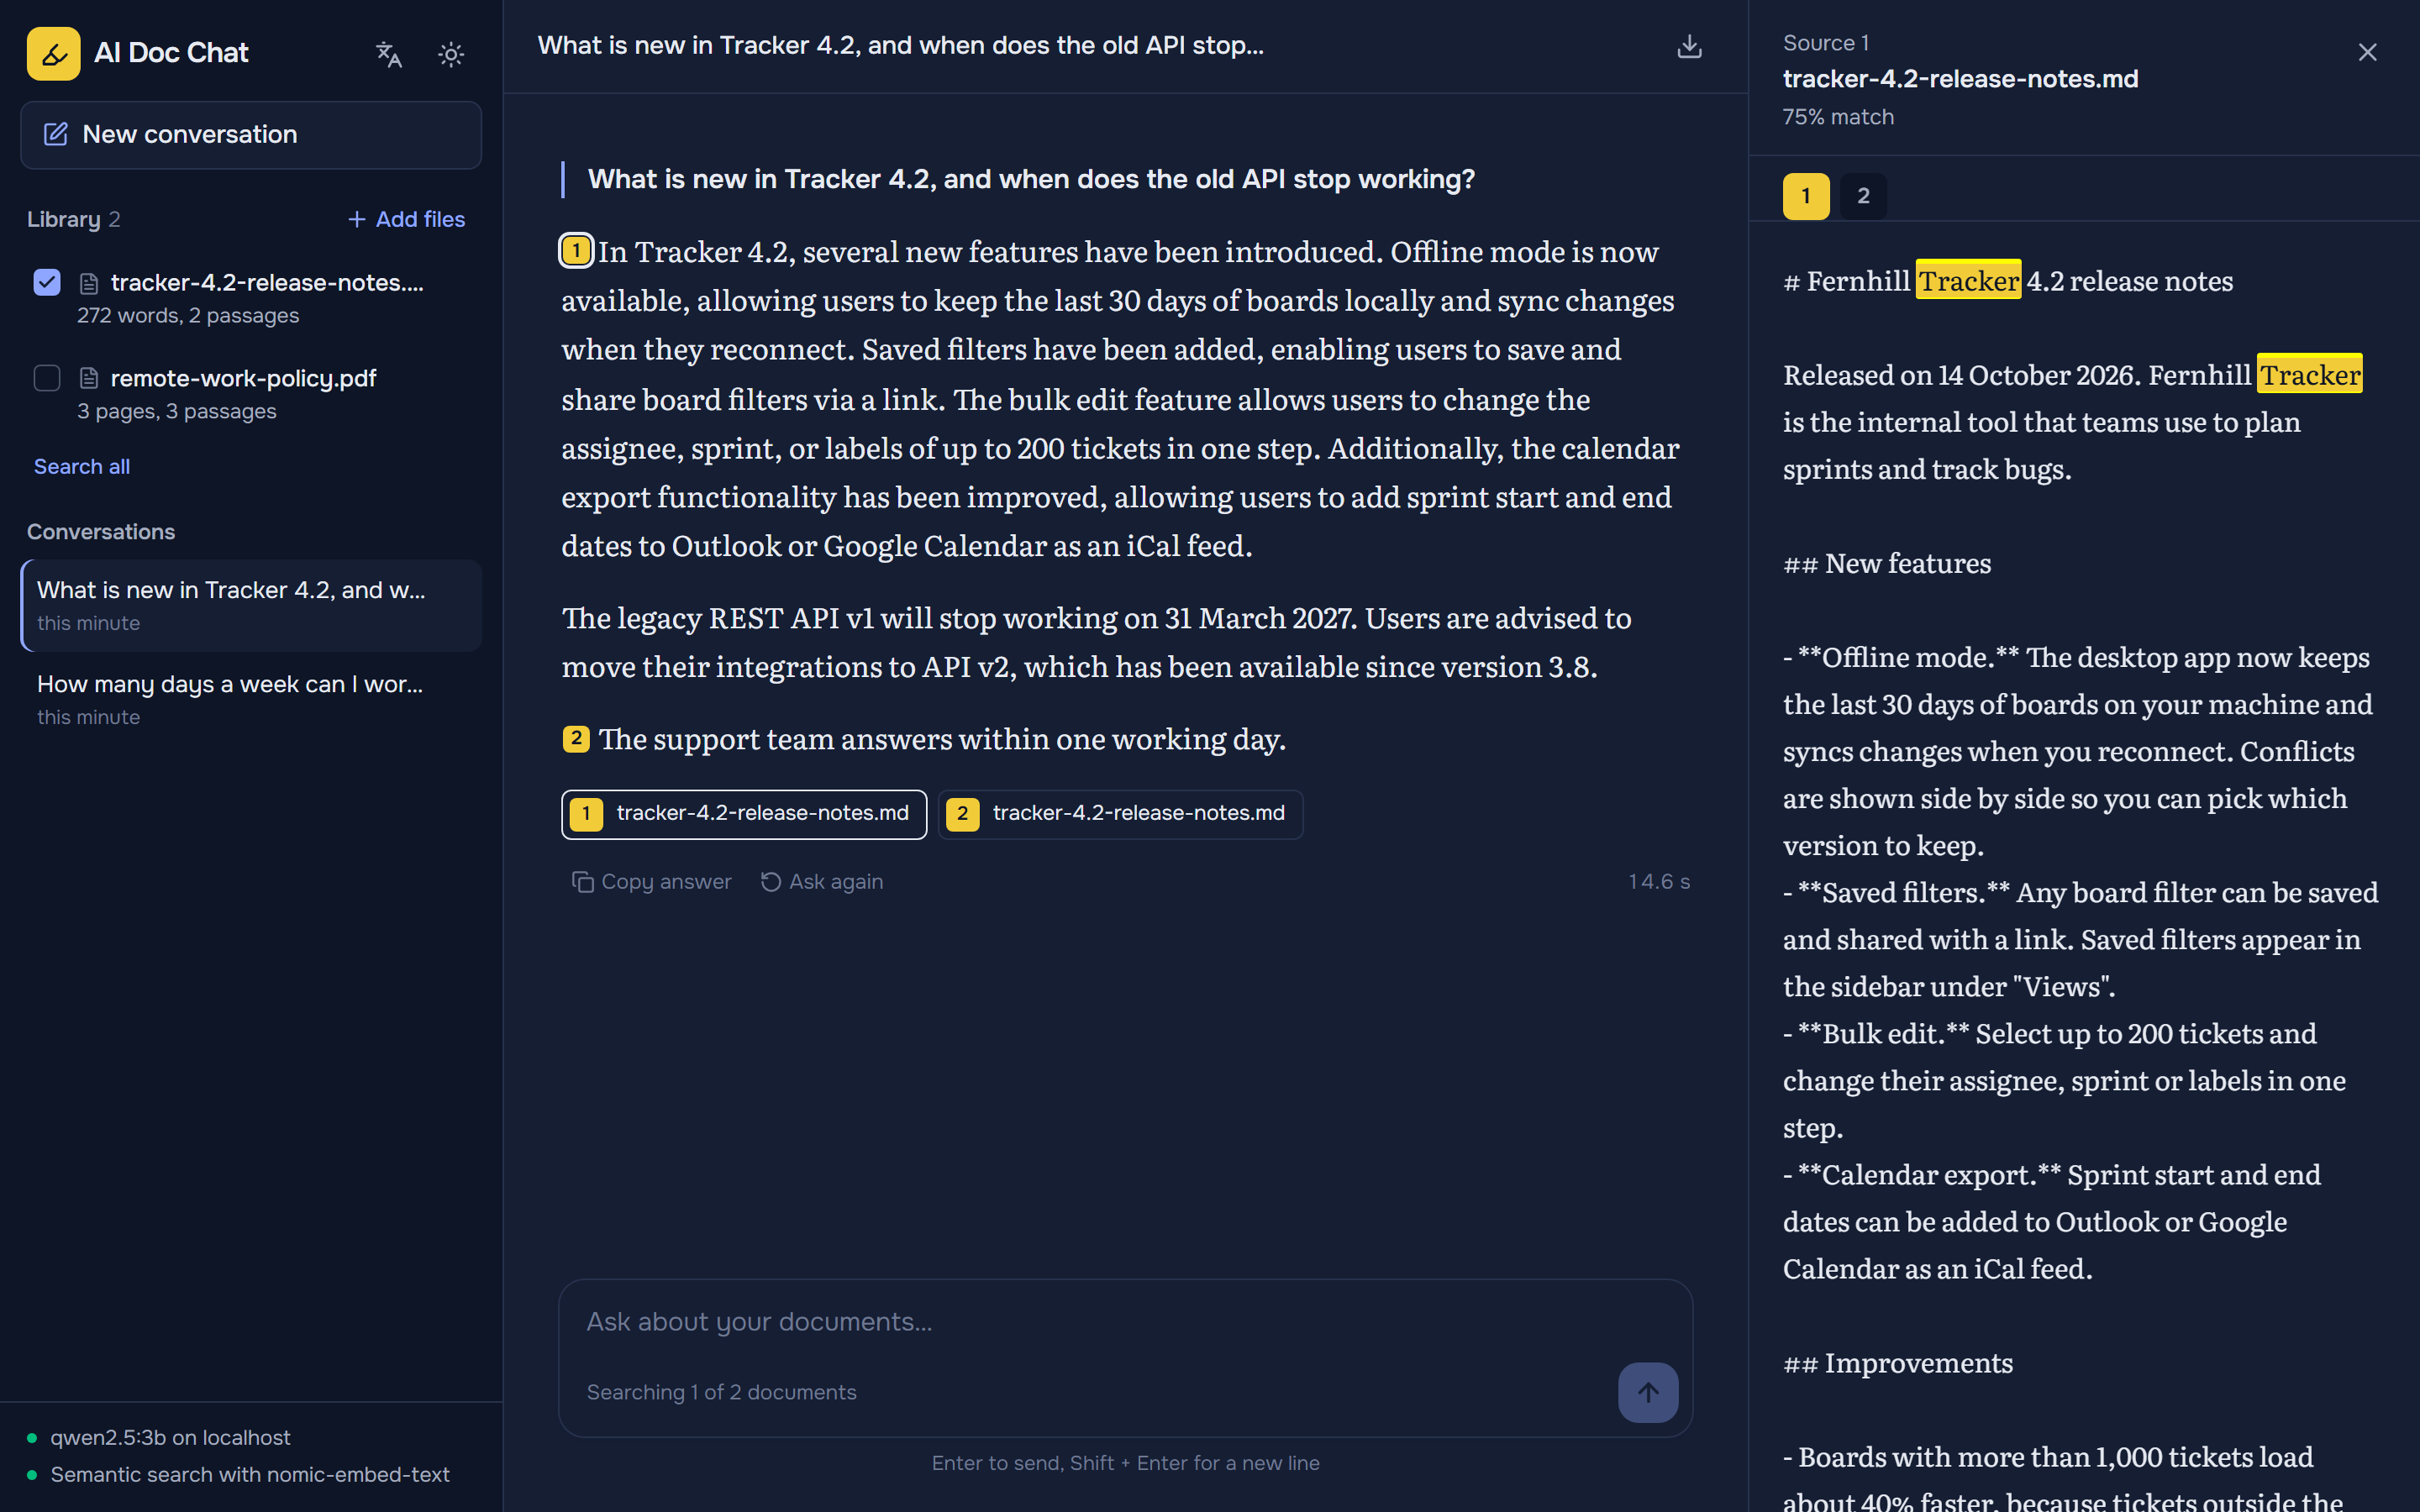 AI Doc Chat
New conversation
Library 2
Add files
tracker-4.2-release-notes....
272 words, 2 passages
remote-work-policy.pdf
3 pages, 3 passages
Search all
Conversations
What is new in Tracker 4.2, and w...
this minute
How many days a week can I wor...
this minute
qwen2.5:3b on localhost
Semantic search with nomic-embed-text
What is new in Tracker 4.2, and when does the old API stop...
What is new in Tracker 4.2, and when does the old API stop working?
1 In Tracker 4.2, several new features have been introduced. Offline mode is now
available, allowing users to keep the last 30 days of boards locally and sync changes
when they reconnect. Saved filters have been added, enabling users to save and
share board filters via a link. The bulk edit feature allows users to change the
assignee, sprint, or labels of up to 200 tickets in one step. Additionally, the calendar
export functionality has been improved, allowing users to add sprint start and end
dates to Outlook or Google Calendar as an iCal feed.
The legacy REST API v1 will stop working on 31 March 2027. Users are advised to
move their integrations to API v2, which has been available since version 3.8.
2 The support team answers within one working day.
1 tracker-4.2-release-notes.md
2 tracker-4.2-release-notes.md
Copy answer
Ask again
14.6 s
Ask about your documents...
Searching 1 of 2 documents
Enter to send, Shift + Enter for a new line
Source 1
tracker-4.2-release-notes.md
75% match
1 2
# Fernhill Tracker 4.2 release notes
Released on 14 October 2026. Fernhill Tracker
is the internal tool that teams use to plan
sprints and track bugs.
## New features
- **Offline mode.** The desktop app now keeps
the last 30 days of boards on your machine and
syncs changes when you reconnect. Conflicts
are shown side by side so you can pick which
version to keep.
- **Saved filters.** Any board filter can be saved
and shared with a link. Saved filters appear in
the sidebar under "Views".
- **Bulk edit.** Select up to 200 tickets and
change their assignee, sprint or labels in one
step.
- **Calendar export.** Sprint start and end
dates can be added to Outlook or Google
Calendar as an iCal feed.
## Improvements
- Boards with more than 1,000 tickets load
about 40% faster, because tickets outside the